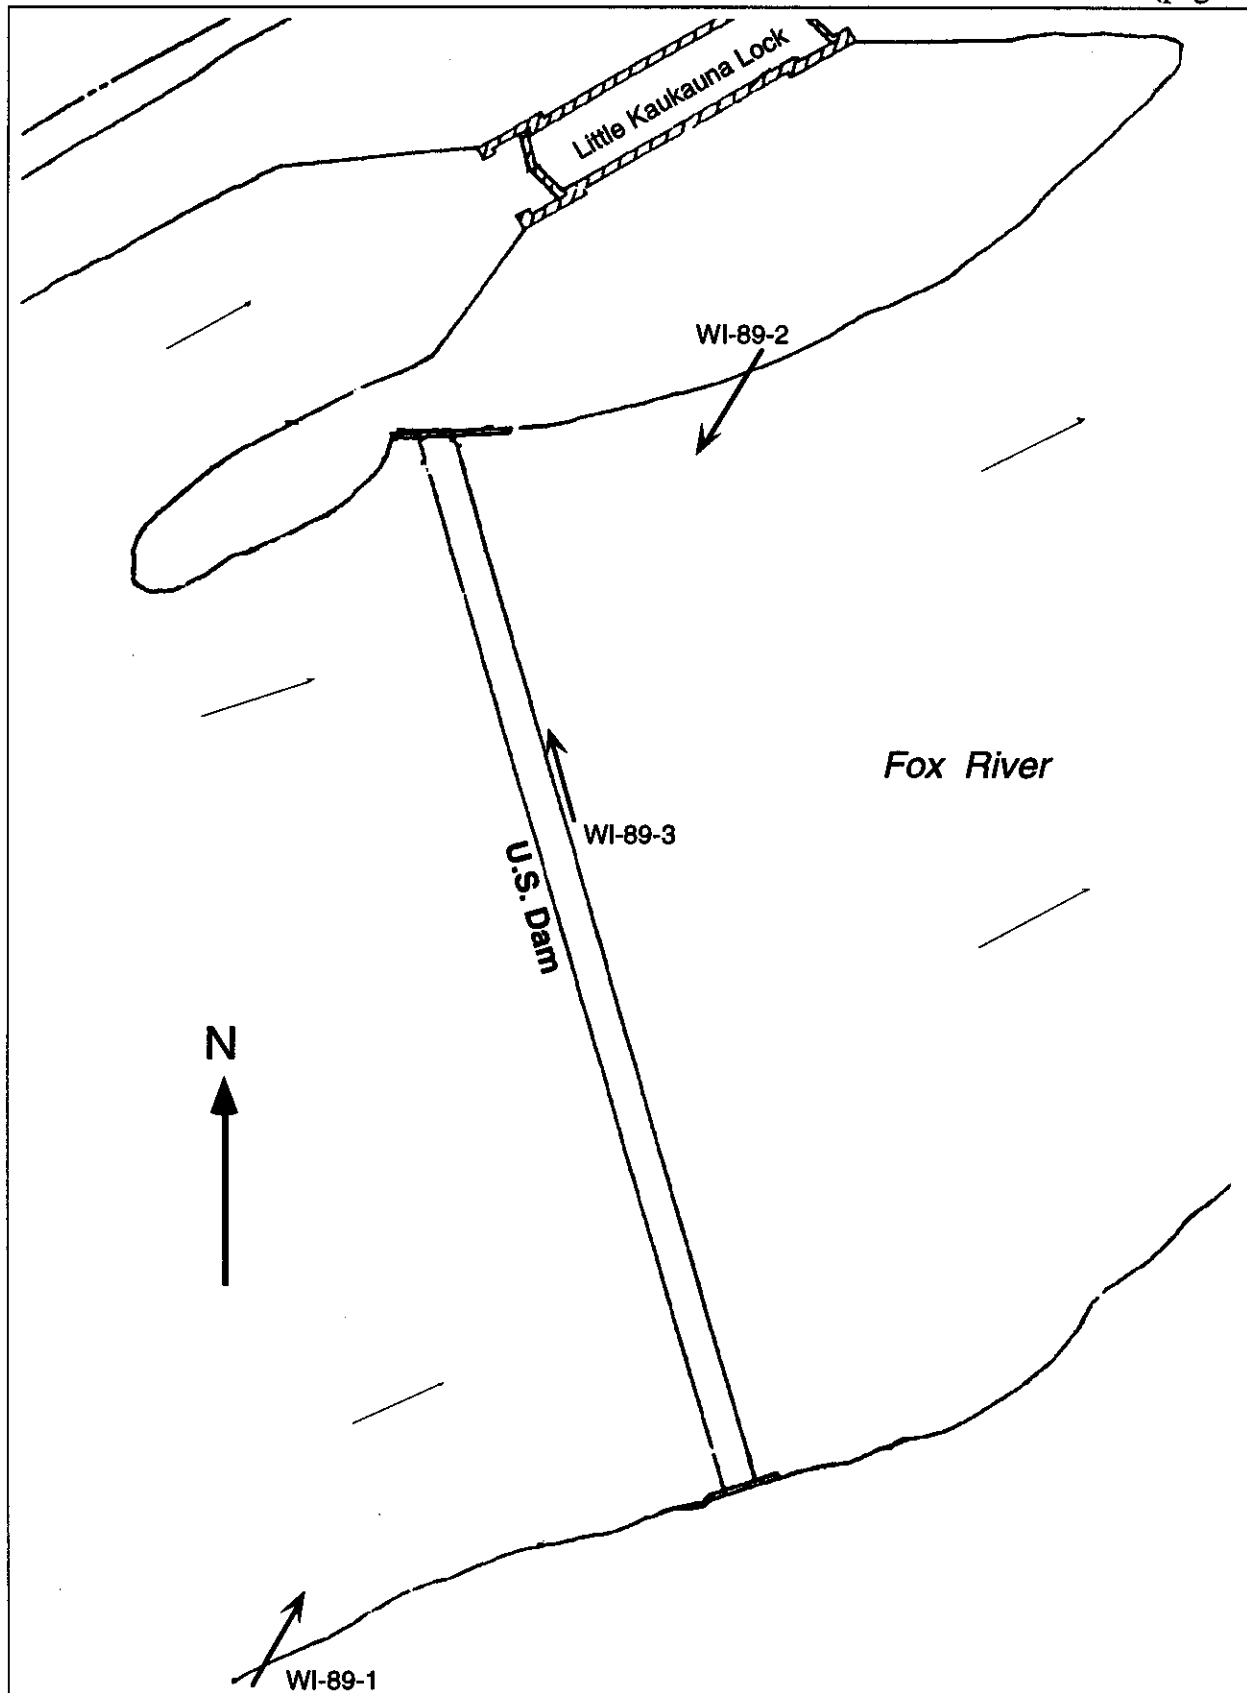 Little Kaukauna Lock
WI-89-2
Fox River
WI-89-3
U.S. Dam
N
WI-89-1